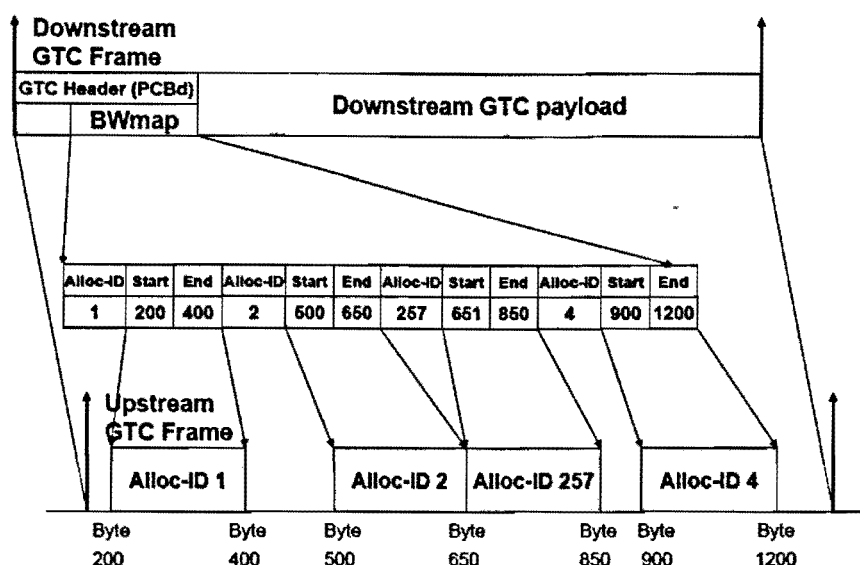 Downstream
GTC Frame
GTC Header (PCBd)
BWmap
Downstream GTC payload
Alloc-ID Start End Alloc-ID Start End Alloc-ID Start End Alloc-ID Start End
1 200 400 2 500 650 257 651 850 4 900 1200
Upstream
GTC Frame
Alloc-ID 1
Alloc-ID 2
Alloc-ID 257
Alloc-ID 4
Byte Byte Byte Byte Byte Byte Byte
200 400 500 650 850 900 1200